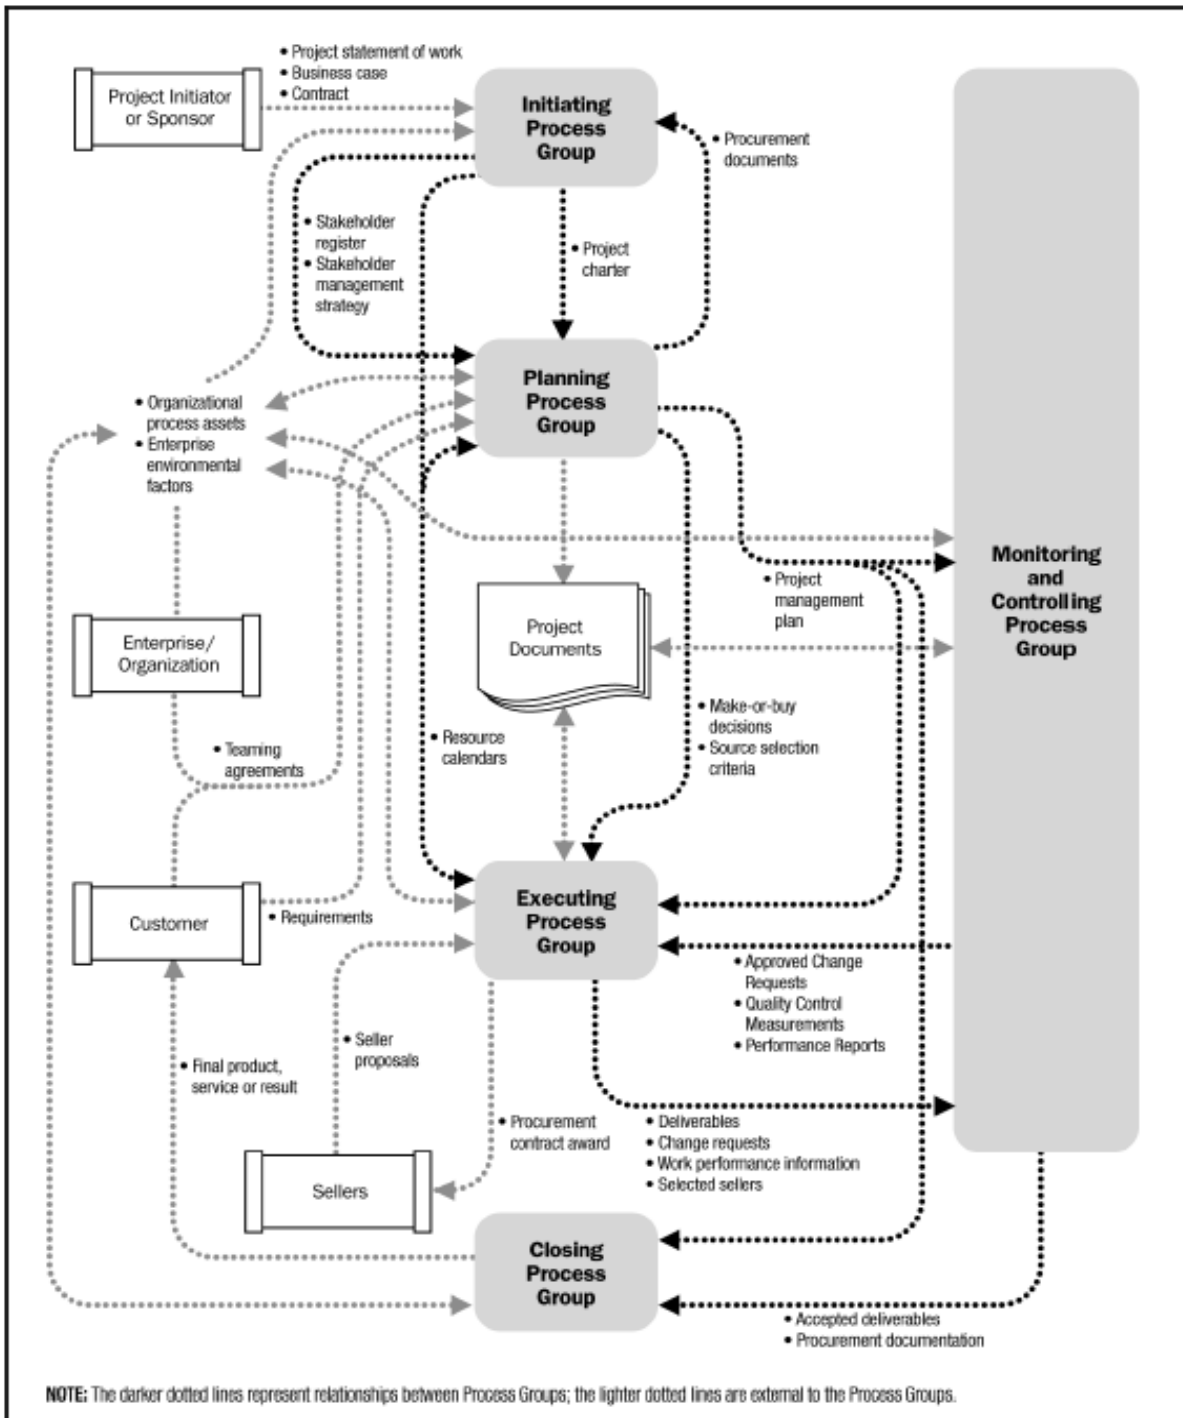 • Project statement of work
• Business case
• Contract
Project Initiator
or Sponsor
Initiating
Process
Group
• Procurement
documents
• Stakeholder
register
• Stakeholder
management
strategy
• Project
charter
Planning
Process
Group
• Organizational
process assets
• Enterprise
environmental
factors
Monitoring
and
Controlling
Process
Group
• Project
management
plan
Project
Documents
Enterprise/
Organization
• Make-or-buy
decisions
• Source selection
criteria
• Resource
calendars
• Teaming
agreements
Executing
Process
Group
Customer
• Requirements
• Approved Change
Requests
• Quality Control
Measurements
• Performance Reports
• Seller
proposals
• Final product,
service or result
• Procurement
contract award
• Deliverables
• Change requests
• Work performance information
• Selected sellers
Sellers
Closing
Process
Group
• Accepted deliverables
• Procurement documentation
NOTE: The darker dotted lines represent relationships between Process Groups; the lighter dotted lines are external to the Process Groups.